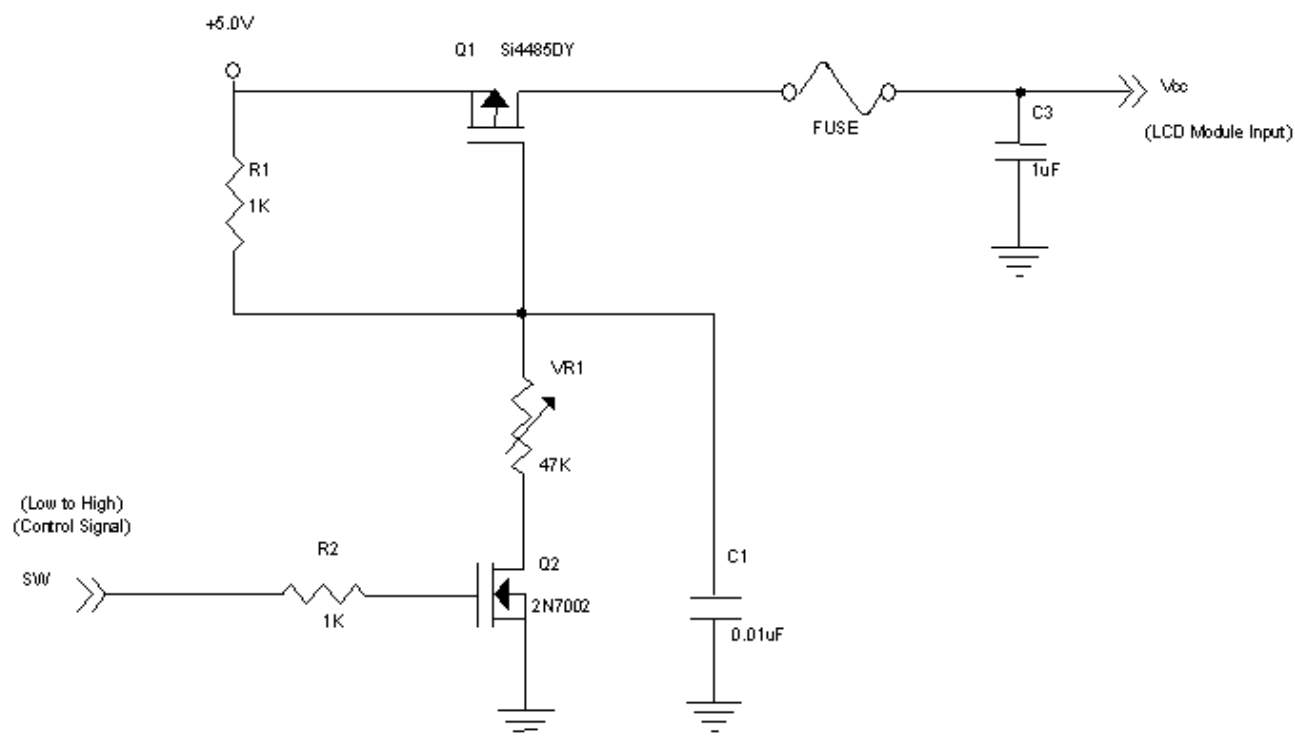 +5.0V
Q1 Si4485DY
Vcc
(LCD Module Input)
FUSE
C3
1uF
R1
1K
VR1
47K
(Low to High)
(Control Signal)
SW
R2
1K
Q2
2N7002
C1
0.01uF